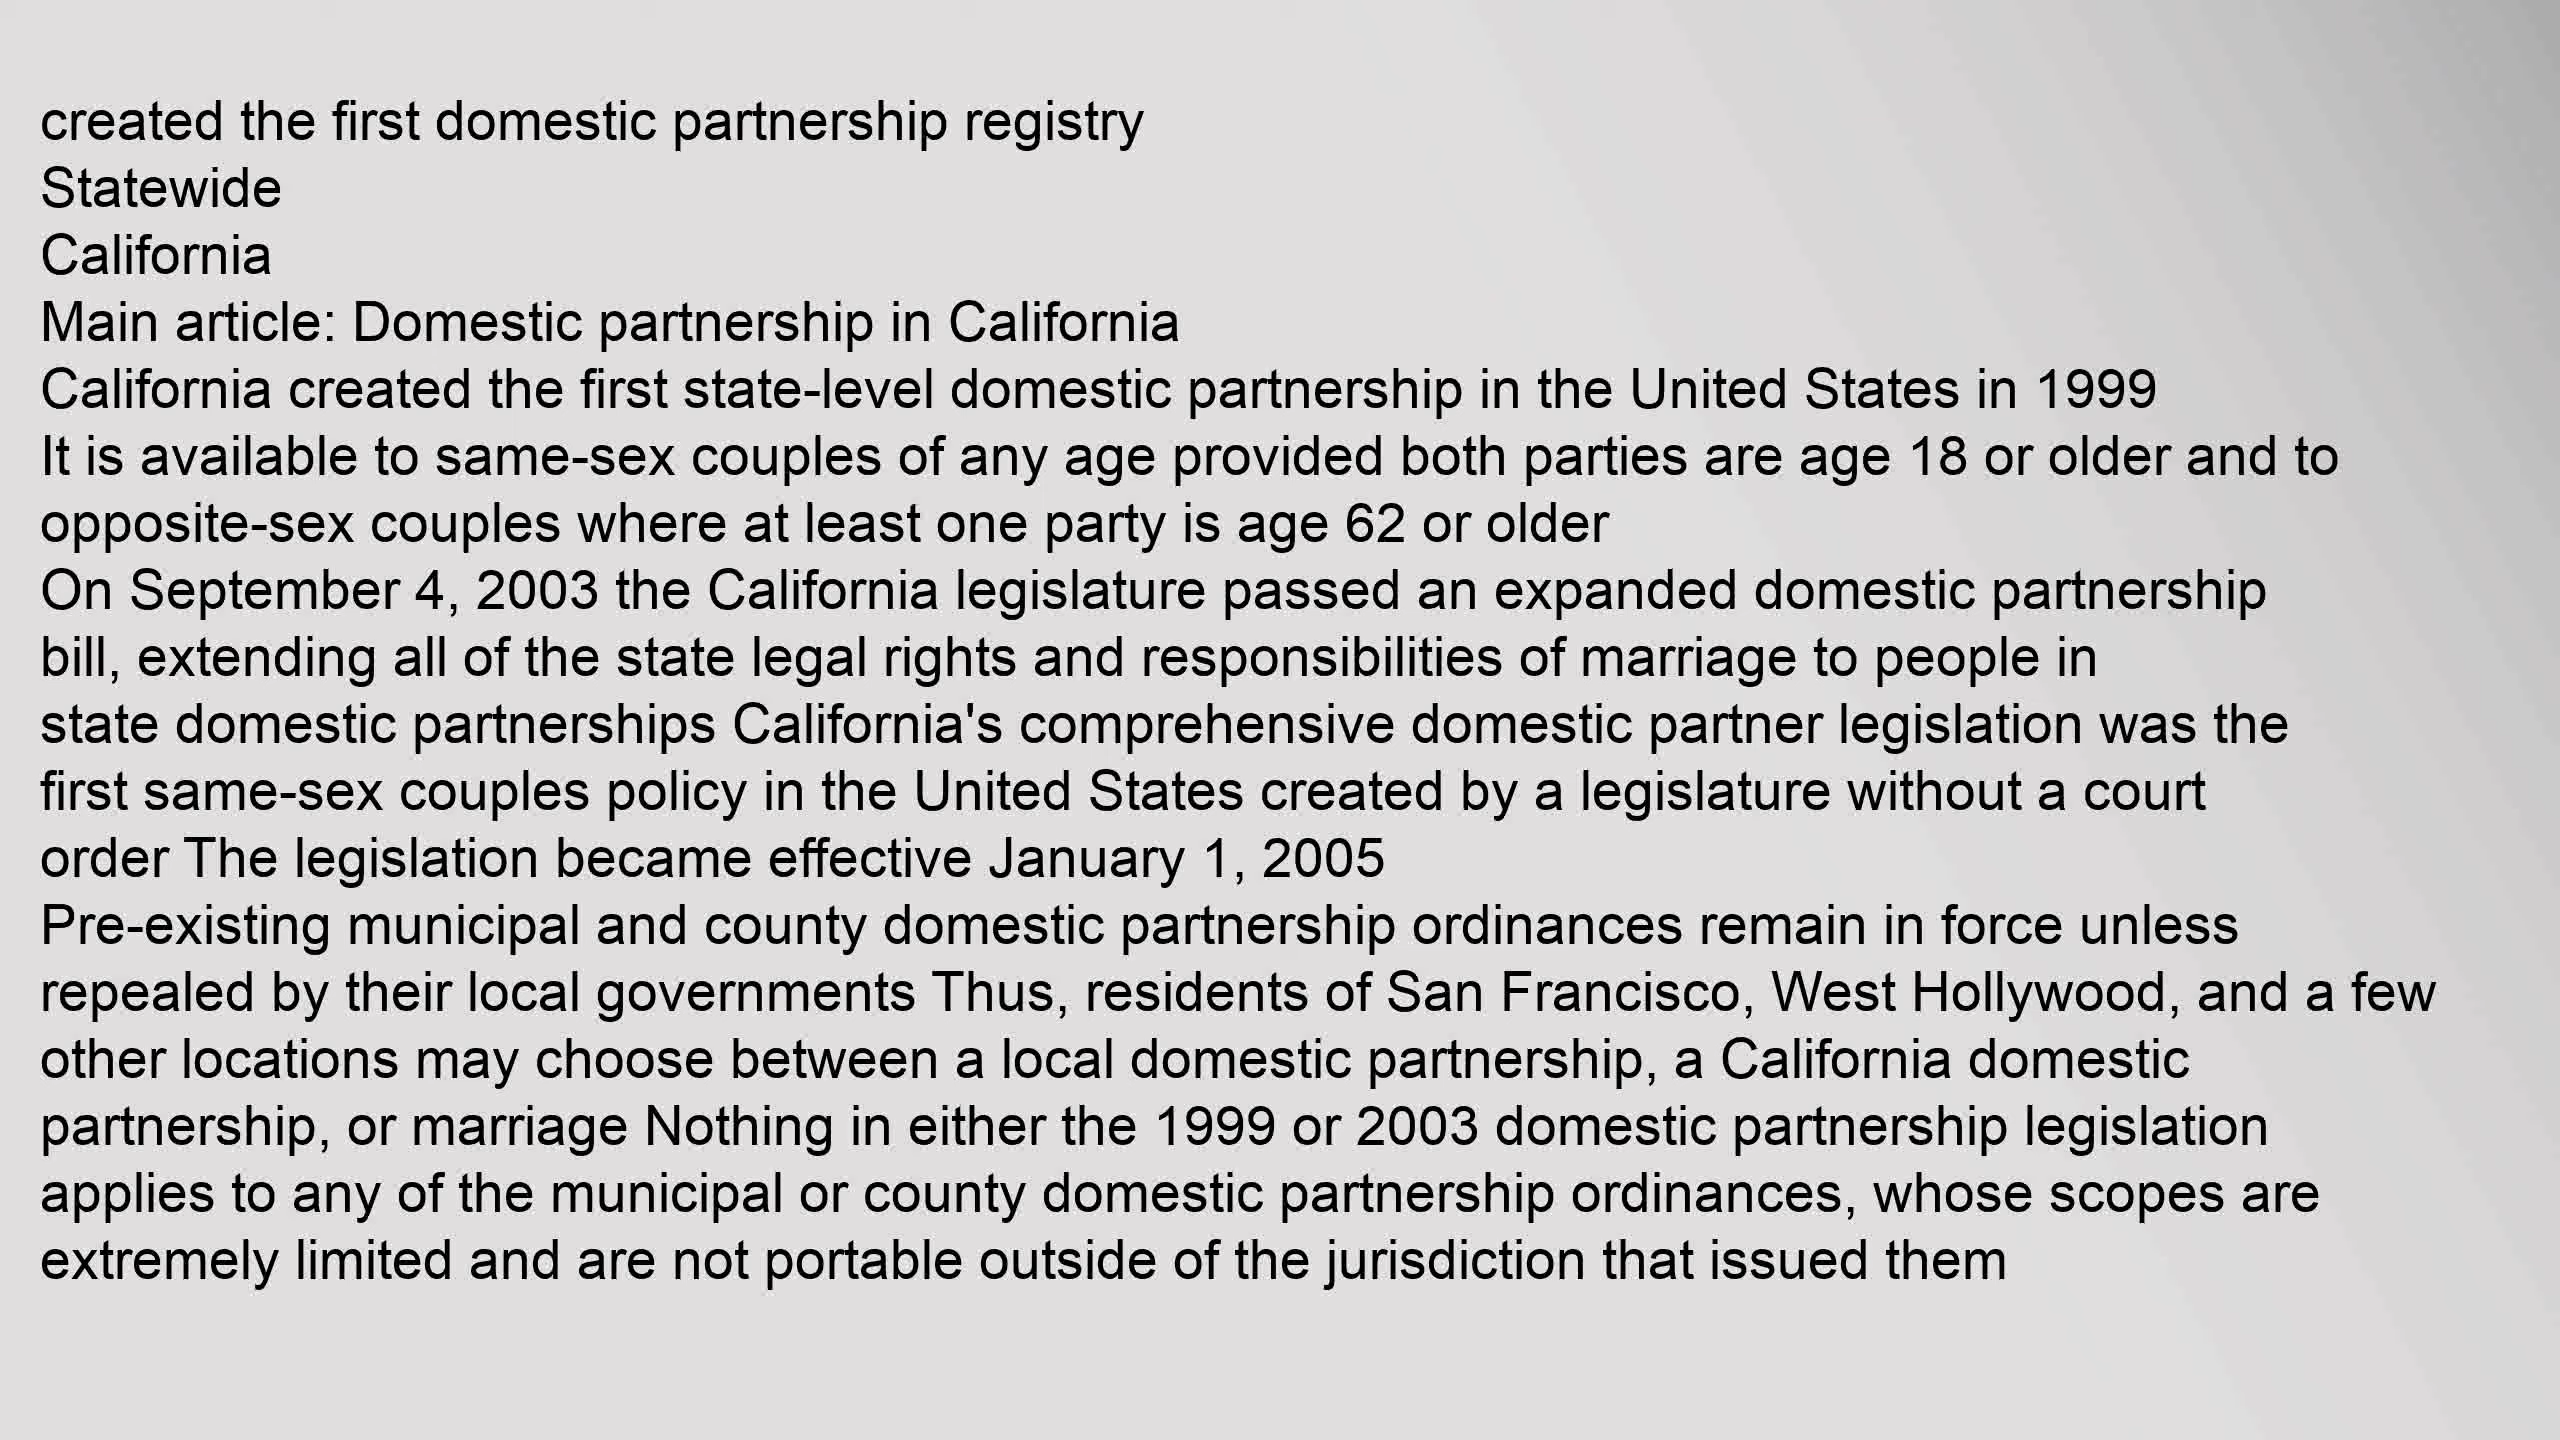 created the first domestic partnership registry
Statewide
California
Main article: Domestic partnership in California
California created the first state-level domestic partnership in the United States in 1999
It is available to same-sex couples of any age provided both parties are age 18 or older and to
opposite-sex couples where at least one party is age 62 or older
On September 4, 2003 the California legislature passed an expanded domestic partnership
bill, extending all of the state legal rights and responsibilities of marriage to people in
state domestic partnerships California's comprehensive domestic partner legislation was the
first same-sex couples policy in the United States created by a legislature without a court
order The legislation became effective January 1, 2005
Pre-existing municipal and county domestic partnership ordinances remain in force unless
repealed by their local governments Thus, residents of San Francisco, West Hollywood, and a few
other locations may choose between a local domestic partnership, a California domestic
partnership, or marriage Nothing in either the 1999 or 2003 domestic partnership legislation
applies to any of the municipal or county domestic partnership ordinances, whose scopes are
extremely limited and are not portable outside of the jurisdiction that issued them